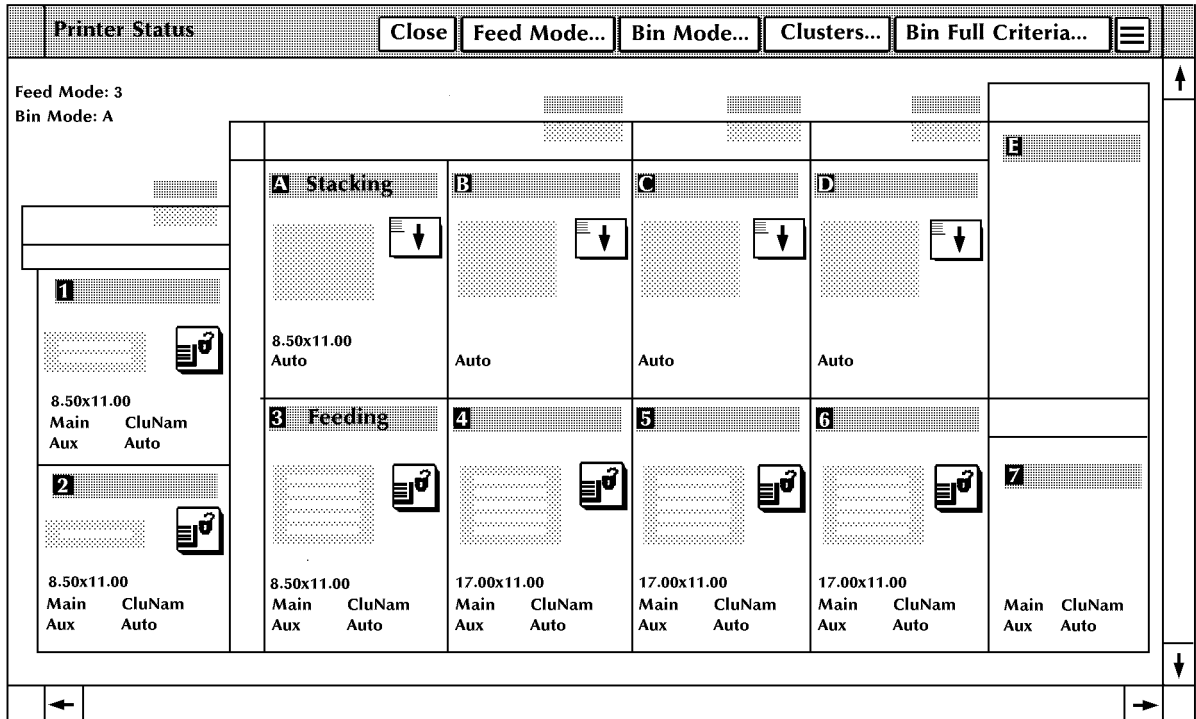 Printer Status Close Feed Mode... Bin Mode... Clusters... Bin Full Criteria...
Feed Mode: 3
Bin Mode: A
E
A Stacking B C D
1
8.50x11.00
Auto Auto Auto Auto
8.50x11.00
Main CluNam
Aux Auto
3 Feeding 4 5 6
2 7
8.50x11.00 8.50x11.00 17.00x11.00 17.00x11.00 17.00x11.00
Main CluNam Main CluNam Main CluNam Main CluNam Main CluNam Main CluNam
Aux Auto Aux Auto Aux Auto Aux Auto Aux Auto Aux Auto